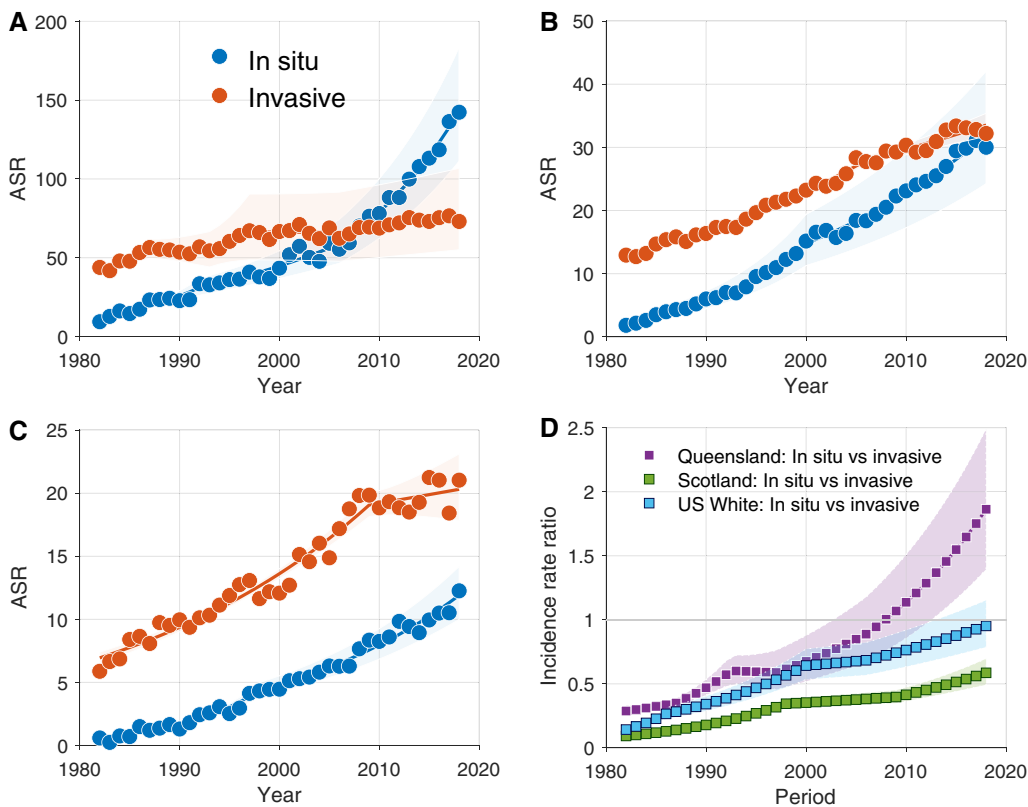 A
200
150
100
50
0
ASR
In situ
Invasive
1980 1990 2000 2010 2020
Year
B
50
40
30
20
10
0
ASR
1980 1990 2000 2010 2020
Year
C
25
20
15
10
5
0
ASR
1980 1990 2000 2010 2020
Year
D
2.5
2
1.5
1
0.5
0
Incidence rate ratio
Queensland: In situ vs invasive
Scotland: In situ vs invasive
US White: In situ vs invasive
1980 1990 2000 2010 2020
Period